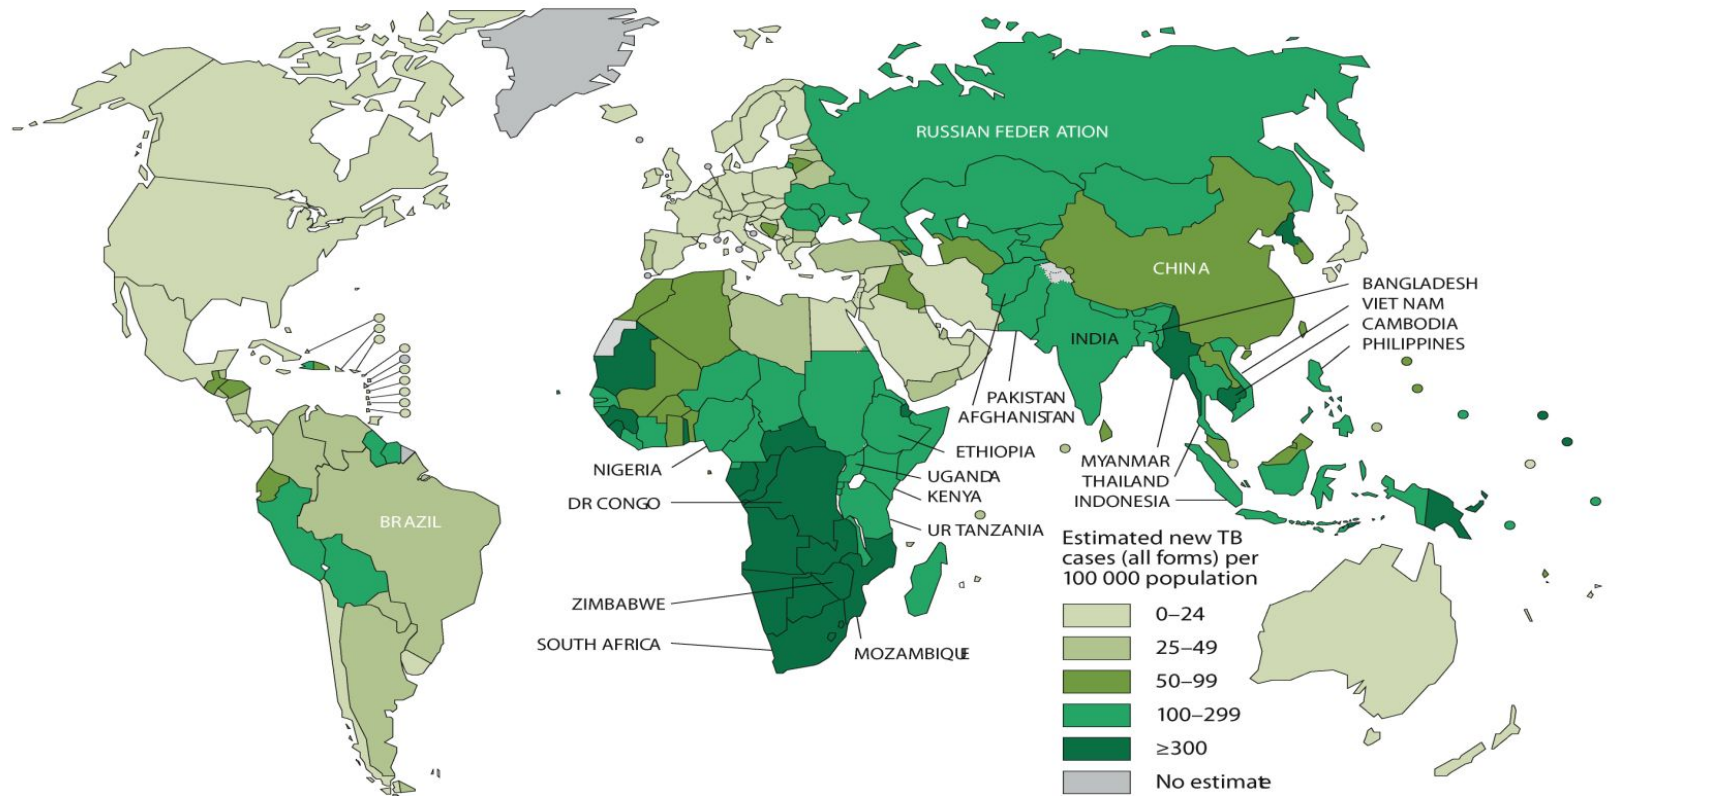 RUSSIAN FEDER ATION
CHINA
BANGLADESH
VIET NAM
CAMBODIA
PHILIPPINES
INDIA
PAKISTAN
AFGHANISTAN
ETHIOPIA
NIGERIA
UGANDA
KENYA
DR CONGO
UR TANZANIA
MYANMAR
THAILAND
INDONESIA
BRAZIL
ZIMBABWE
SOUTH AFRICA
MOZAMBIQUE
Estimated new TB
cases (all forms) per
100 000 population
0–24
25–49
50–99
100–299
≥300
No estimate